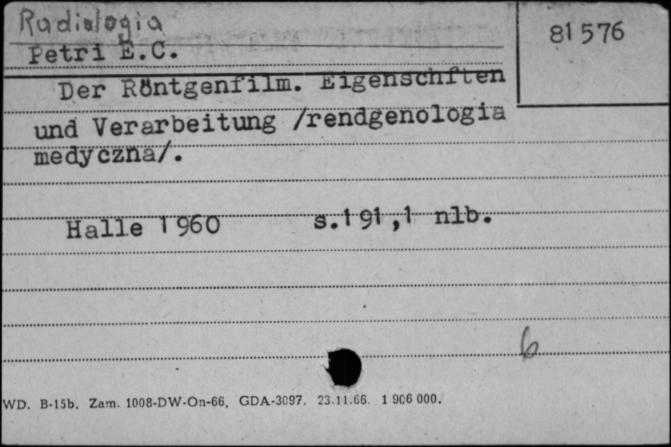 Radiologia
81576
Petri E.C.
Der Röntgenfilm. Eigenschften
und Verarbeitung /rendgenologia
medyczna/.
Halle 1960 s.191,1 nlb.
6
WD. B-15b. Zam. 1008-DW-On-66. GDA-3097. 23.11.66. 1 906 000.